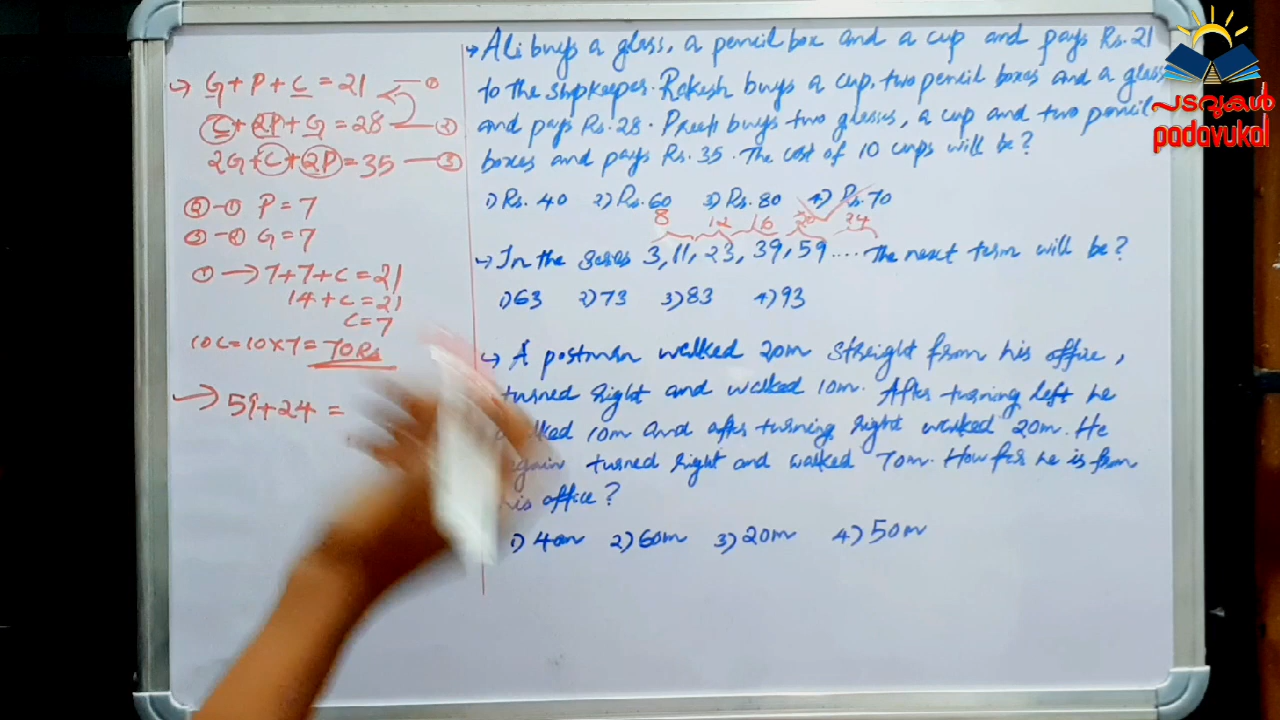 → G + P + C = 21 — ①
C + 2P + G = 28 — ②
2G + C + 2P = 35 — ③
② - ① P = 7
③ - ② G = 7
① → 7 + 7 + C = 21
14 + C = 21
C = 7
10C = 10 × 7 = 70 Rs
→ 59 + 24 =
→ Ali buys a glass, a pencil box and a cup and pays Rs. 21
to the shopkeeper. Rakesh buys a cup, two pencil boxes and a glass
and pays Rs. 28. Preeti buys two glasses, a cup and two pencil
boxes and pays Rs. 35. The cost of 10 cups will be?
1) Rs. 40 2) Rs. 60 3) Rs. 80 4) Rs. 70
8 12 16 20 24
→ In the series 3, 11, 23, 39, 59 .... The next term will be?
1) 63 2) 73 3) 83 4) 93
→ A postman walked 20m streight from his office,
turned right and walked 10m. After turning left he
10m and after turning right walked 20m. He
turned right and walked 70m. How far he is from
his office?
1) 40m 2) 60m 3) 20m 4) 50m
പടവുകൾ
padavukal